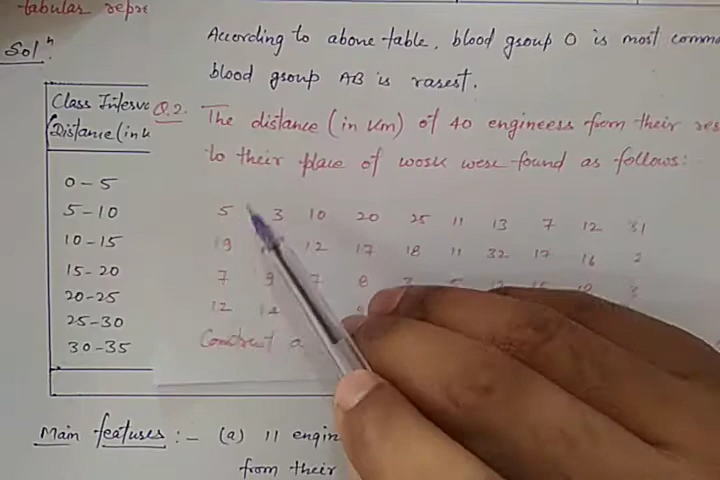 tabular repre
Solⁿ.
According to above table, blood group O is most commo
blood group AB is rarest.
Class Interv
(Distance (in k
0-5
5-10
10-15
15-20
20-25
25-30
30-35
Q.2. The distance (in Km) of 40 engineers from their res
to their place of work were found as follows:-
5 3 10 20 25 11 13 7 12 31
19 12 17 18 11 32 17 16 2
7 9 7 8
12 14
Construct a
Main features:- (a) 11 engin
from their